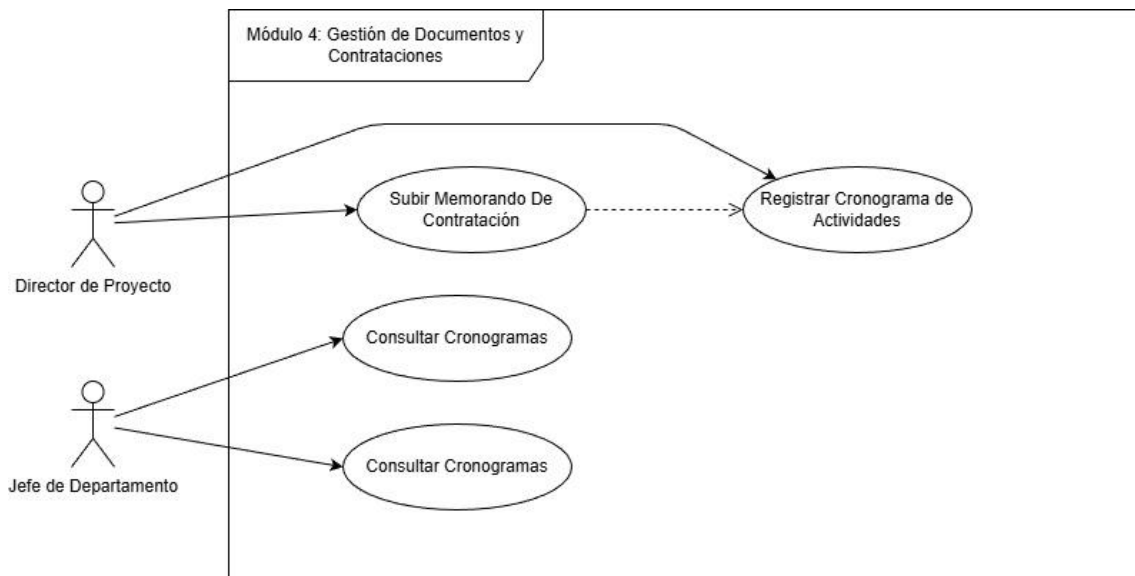 Módulo 4: Gestión de Documentos y
Contrataciones
Subir Memorando De
Contratación
Registrar Cronograma de
Actividades
Director de Proyecto
Consultar Cronogramas
Consultar Cronogramas
Jefe de Departamento